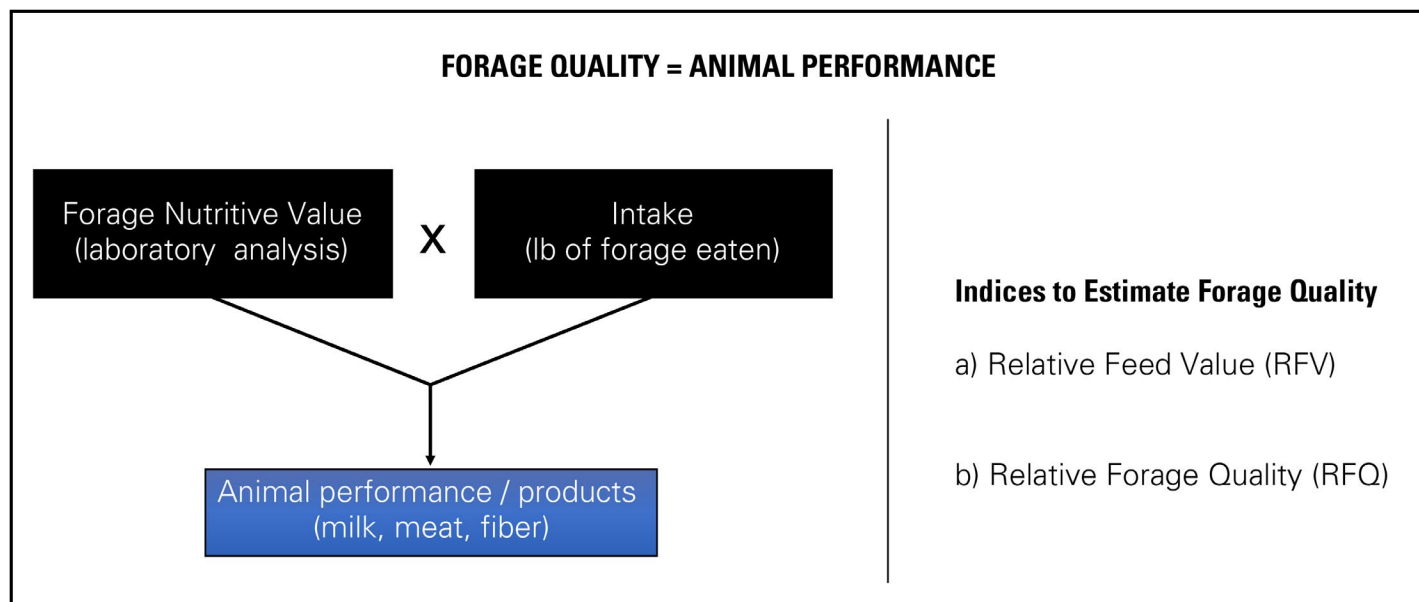 FORAGE QUALITY = ANIMAL PERFORMANCE
Forage Nutritive Value
(laboratory analysis)
X
Intake
(lb of forage eaten)
Animal performance / products
(milk, meat, fiber)
Indices to Estimate Forage Quality
a) Relative Feed Value (RFV)
b) Relative Forage Quality (RFQ)